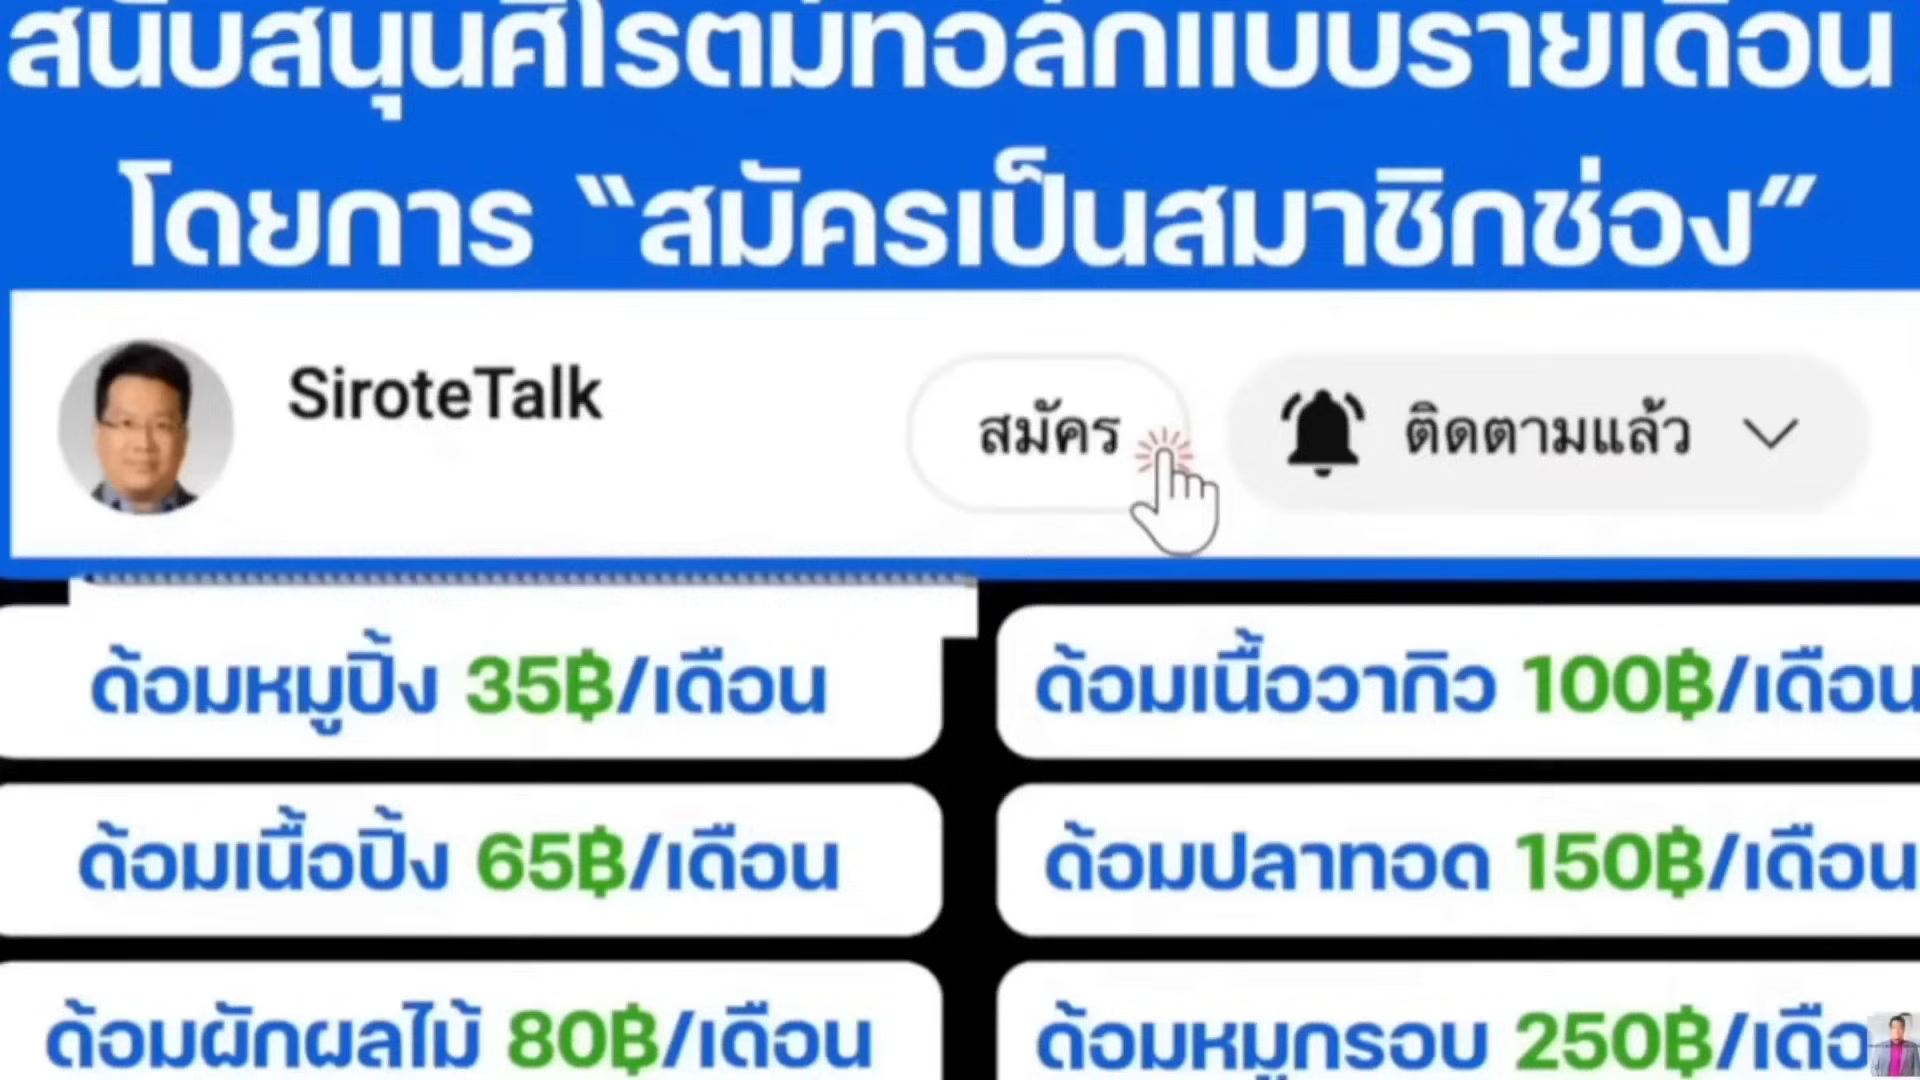 สนับสนุนศิโรตม์ทอล์กแบบรายเดือน
โดยการ “สมัครเป็นสมาชิกช่อง”
SiroteTalk
สมัคร
ติดตามแล้ว
ด้อมหมูปิ้ง 35฿/เดือน
ด้อมเนื้อวากิว 100฿/เดือน
ด้อมเนื้อปิ้ง 65฿/เดือน
ด้อมปลาทอด 150฿/เดือน
ด้อมผักผลไม้ 80฿/เดือน
ด้อมหมูกรอบ 250฿/เดือ